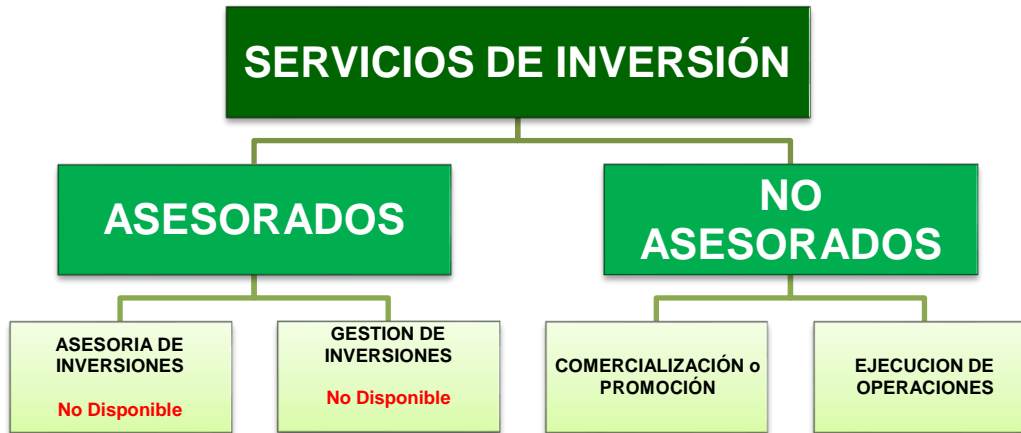 SERVICIOS DE INVERSIÓN
ASESORADOS
NO
ASESORADOS
ASESORIA DE
INVERSIONES
No Disponible
GESTION DE
INVERSIONES
No Disponible
COMERCIALIZACIÓN o
PROMOCIÓN
EJECUCION DE
OPERACIONES